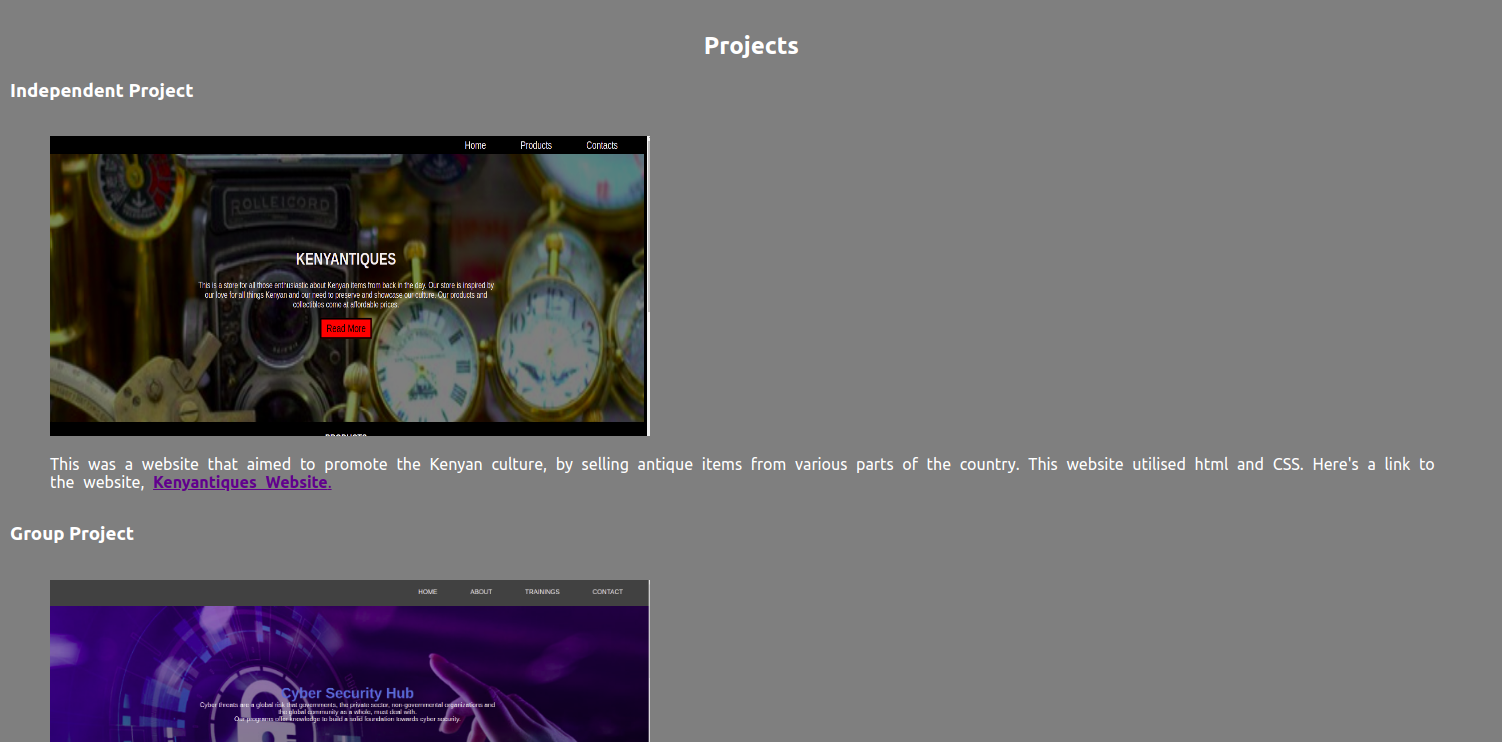 Projects
Independent Project
Home Products Contacts
ROLLEICORD
KENYANTIQUES
This is a store for all those enthusiastic about Kenyan items from back in the day. Our store is inspired by
our love for all things Kenyan and our need to preserve and showcase our culture. Our products and
collectibles come at affordable prices.
Read More
PRODUCTS
This was a website that aimed to promote the Kenyan culture, by selling antique items from various parts of the country. This website utilised html and CSS. Here's a link to
the website, Kenyantiques Website.
Group Project
HOME ABOUT TRAININGS CONTACT
Cyber Security Hub
Cyber threats are a global risk that governments, the private sector, non-governmental organizations and
the global community as a whole, must deal with.
Our programs offer knowledge to build a solid foundation towards cyber security.